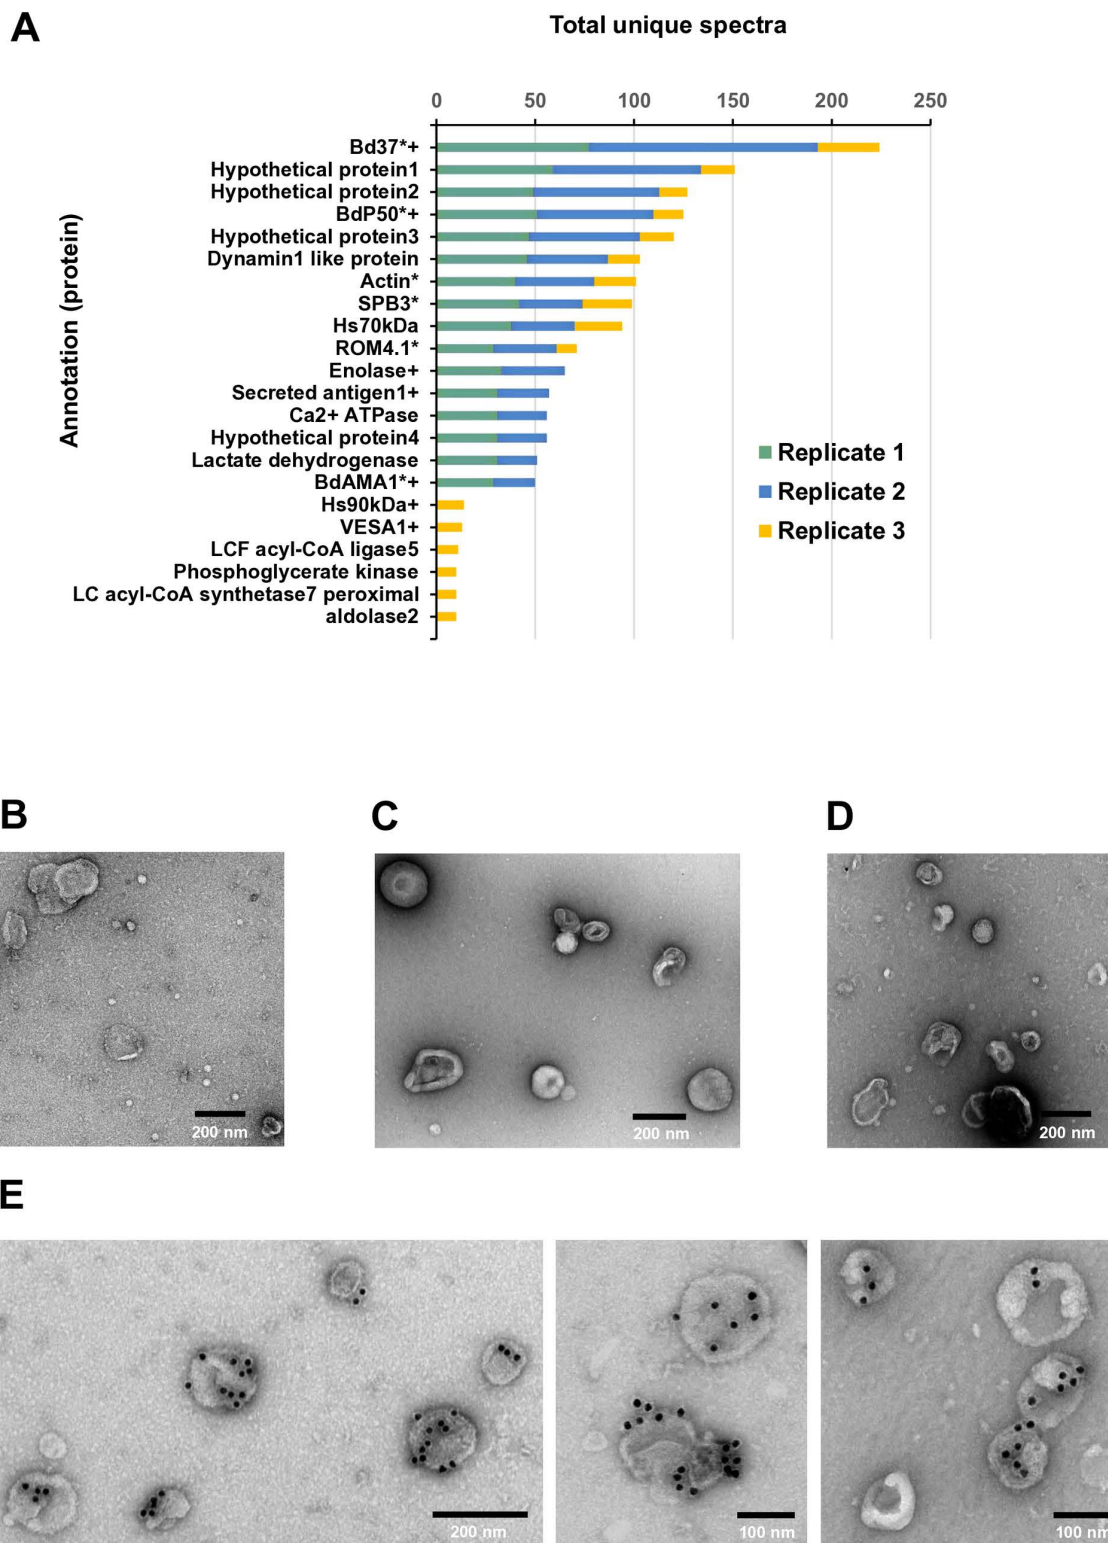 A
Total unique spectra
0 50 100 150 200 250
Annotation (protein)
Bd37*+
Hypothetical protein1
Hypothetical protein2
BdP50*+
Hypothetical protein3
Dynamin1 like protein
Actin*
SPB3*
Hs70kDa
ROM4.1*
Enolase+
Secreted antigen1+
Ca2+ ATPase
Hypothetical protein4
Lactate dehydrogenase
BdAMA1*+
Hs90kDa+
VESA1+
LCF acyl-CoA ligase5
Phosphoglycerate kinase
LC acyl-CoA synthetase7 peroximal
aldolase2
Replicate 1
Replicate 2
Replicate 3
B
C
D
200 nm
200 nm
200 nm
E
200 nm
100 nm
100 nm